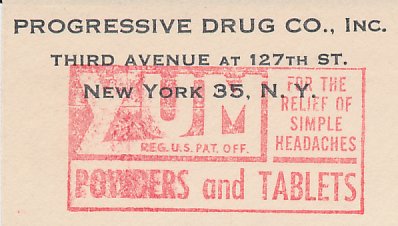 PROGRESSIVE DRUG CO., INC.
THIRD AVENUE AT 127TH ST.
NEW YORK 35, N. Y.
ZUM
REG. U.S. PAT. OFF.
FOR THE
RELIEF OF
SIMPLE
HEADACHES
POWDERS and TABLETS